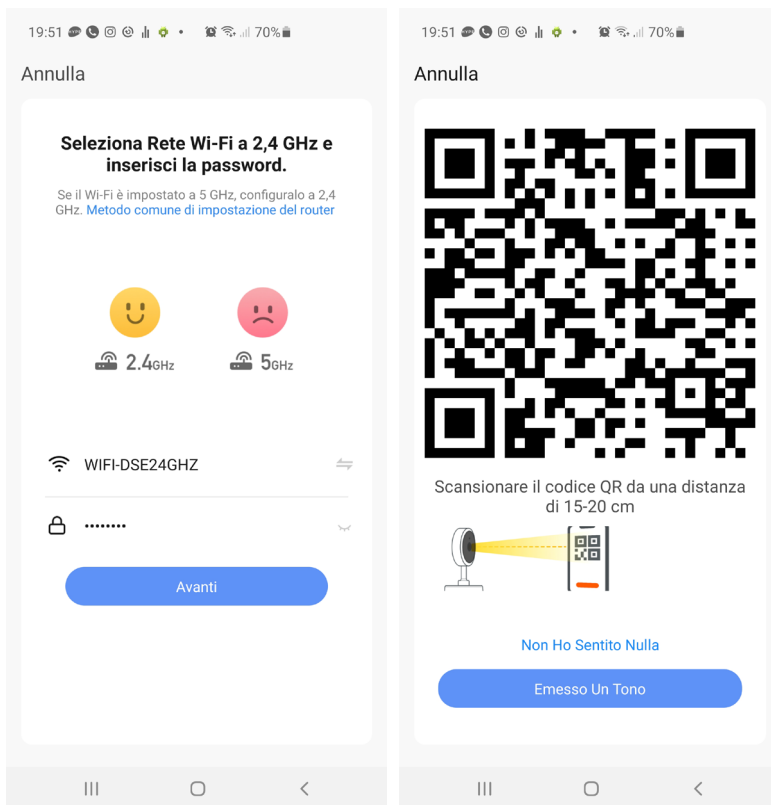 19:51 70%
Annulla
Seleziona Rete Wi-Fi a 2,4 GHz e
inserisci la password.
Se il Wi-Fi è impostato a 5 GHz, configuralo a 2,4
GHz. Metodo comune di impostazione del router
2.4GHz 5GHz
WIFI-DSE24GHZ
••••••••
Avanti
19:51 70%
Annulla
Scansionare il codice QR da una distanza
di 15-20 cm
Non Ho Sentito Nulla
Emesso Un Tono